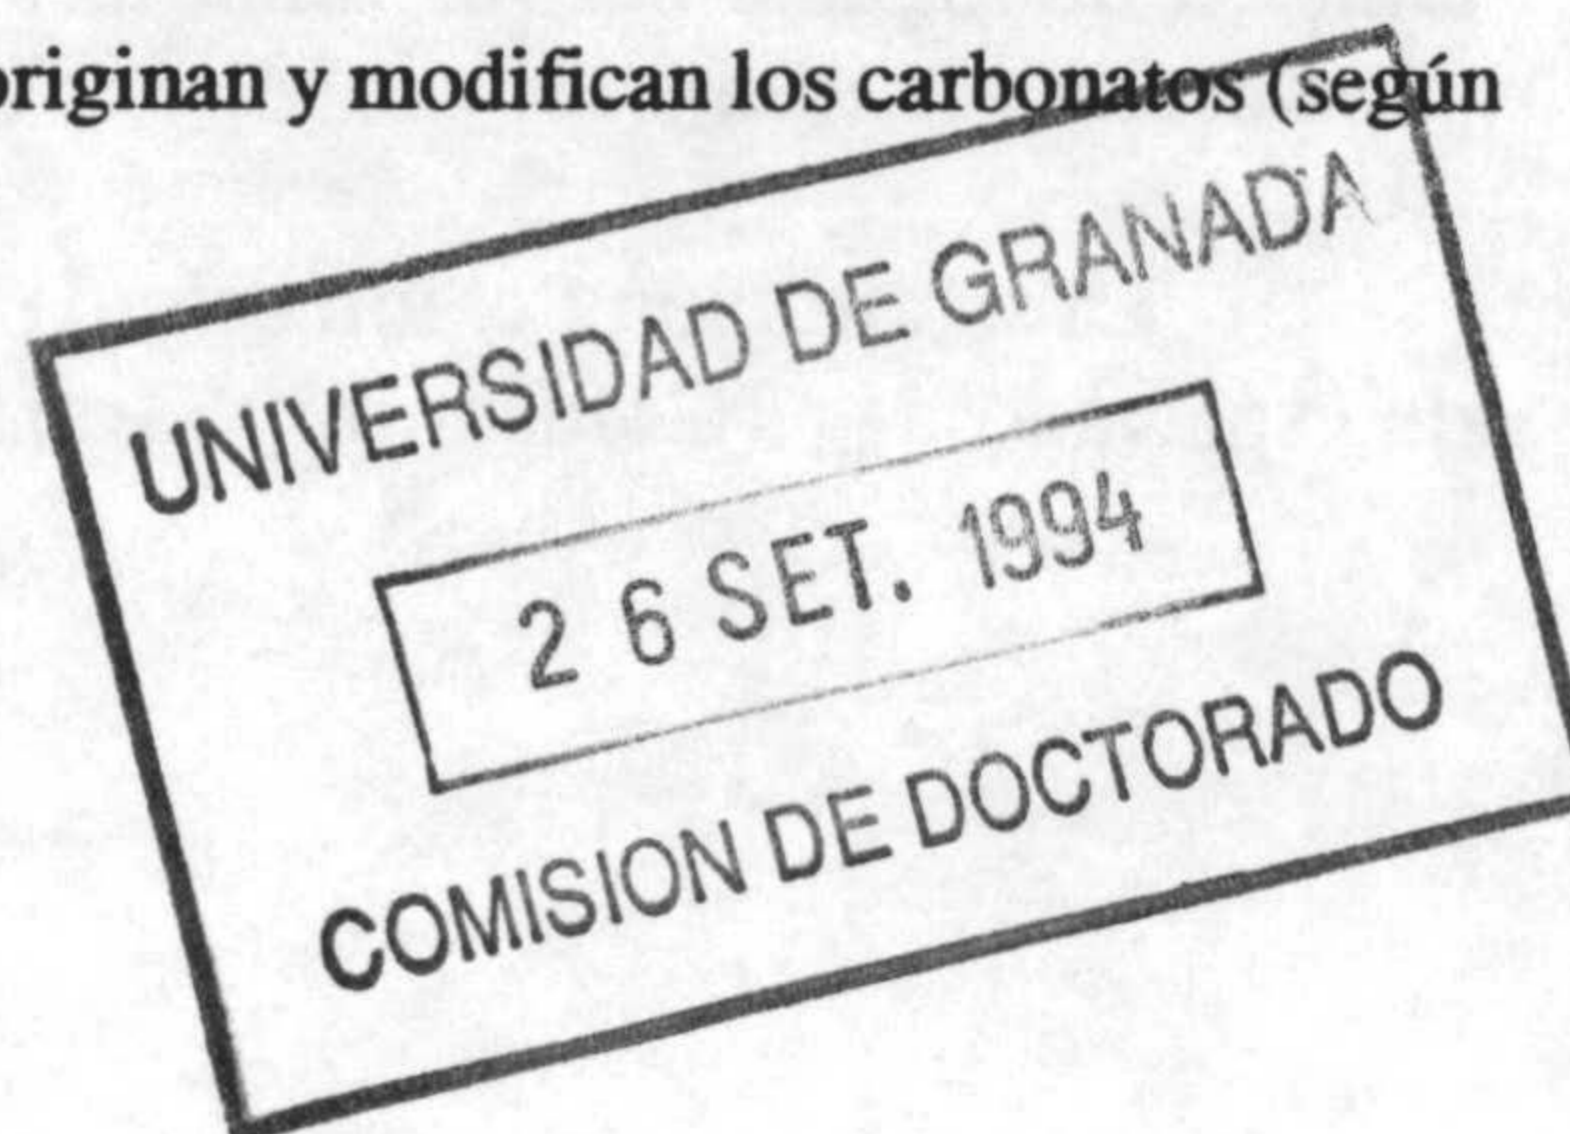 originan y modifican los carbonatos (según
UNIVERSIDAD DE GRANADA
2 6 SET. 1994
COMISION DE DOCTORADO